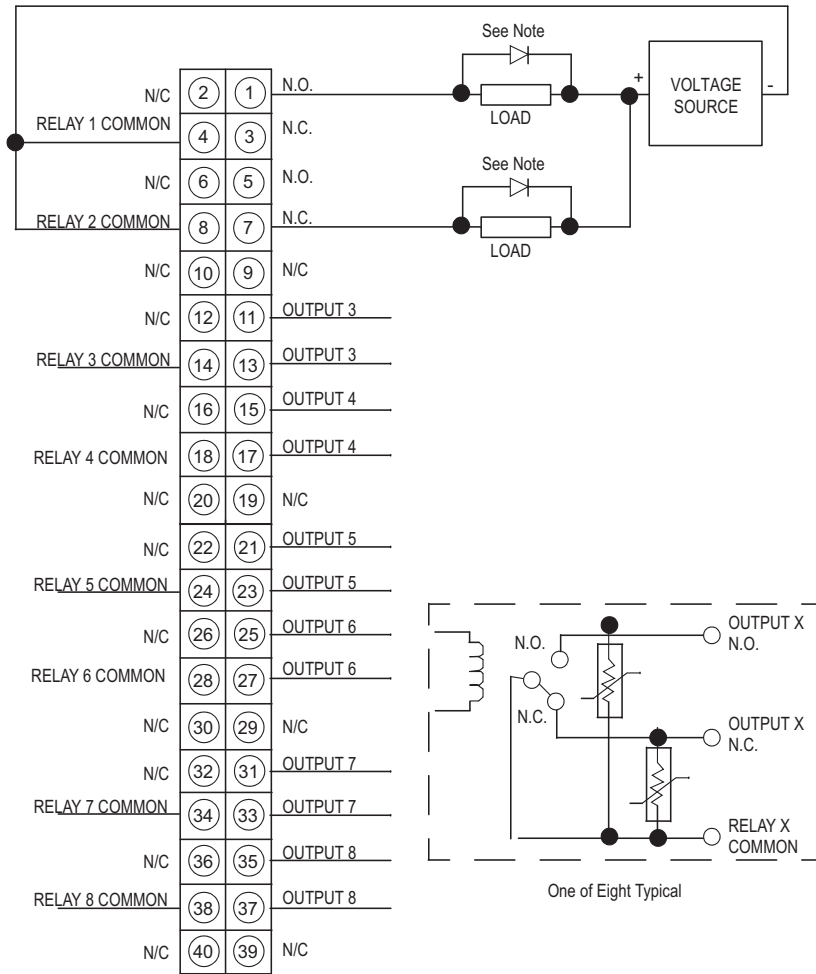 See Note
+ VOLTAGE SOURCE -
LOAD
N/C 2 1 N.O.
RELAY 1 COMMON 4 3 N.C.
N/C 6 5 N.O.
See Note
RELAY 2 COMMON 8 7 N.C.
LOAD
N/C 10 9 N/C
N/C 12 11 OUTPUT 3
RELAY 3 COMMON 14 13 OUTPUT 3
N/C 16 15 OUTPUT 4
RELAY 4 COMMON 18 17 OUTPUT 4
N/C 20 19 N/C
N/C 22 21 OUTPUT 5
RELAY 5 COMMON 24 23 OUTPUT 5
N/C 26 25 OUTPUT 6
RELAY 6 COMMON 28 27 OUTPUT 6
N/C 30 29 N/C
N/C 32 31 OUTPUT 7
RELAY 7 COMMON 34 33 OUTPUT 7
N/C 36 35 OUTPUT 8
RELAY 8 COMMON 38 37 OUTPUT 8
N/C 40 39 N/C
N.O.
N.C.
OUTPUT X
N.O.
OUTPUT X
N.C.
RELAY X
COMMON
One of Eight Typical